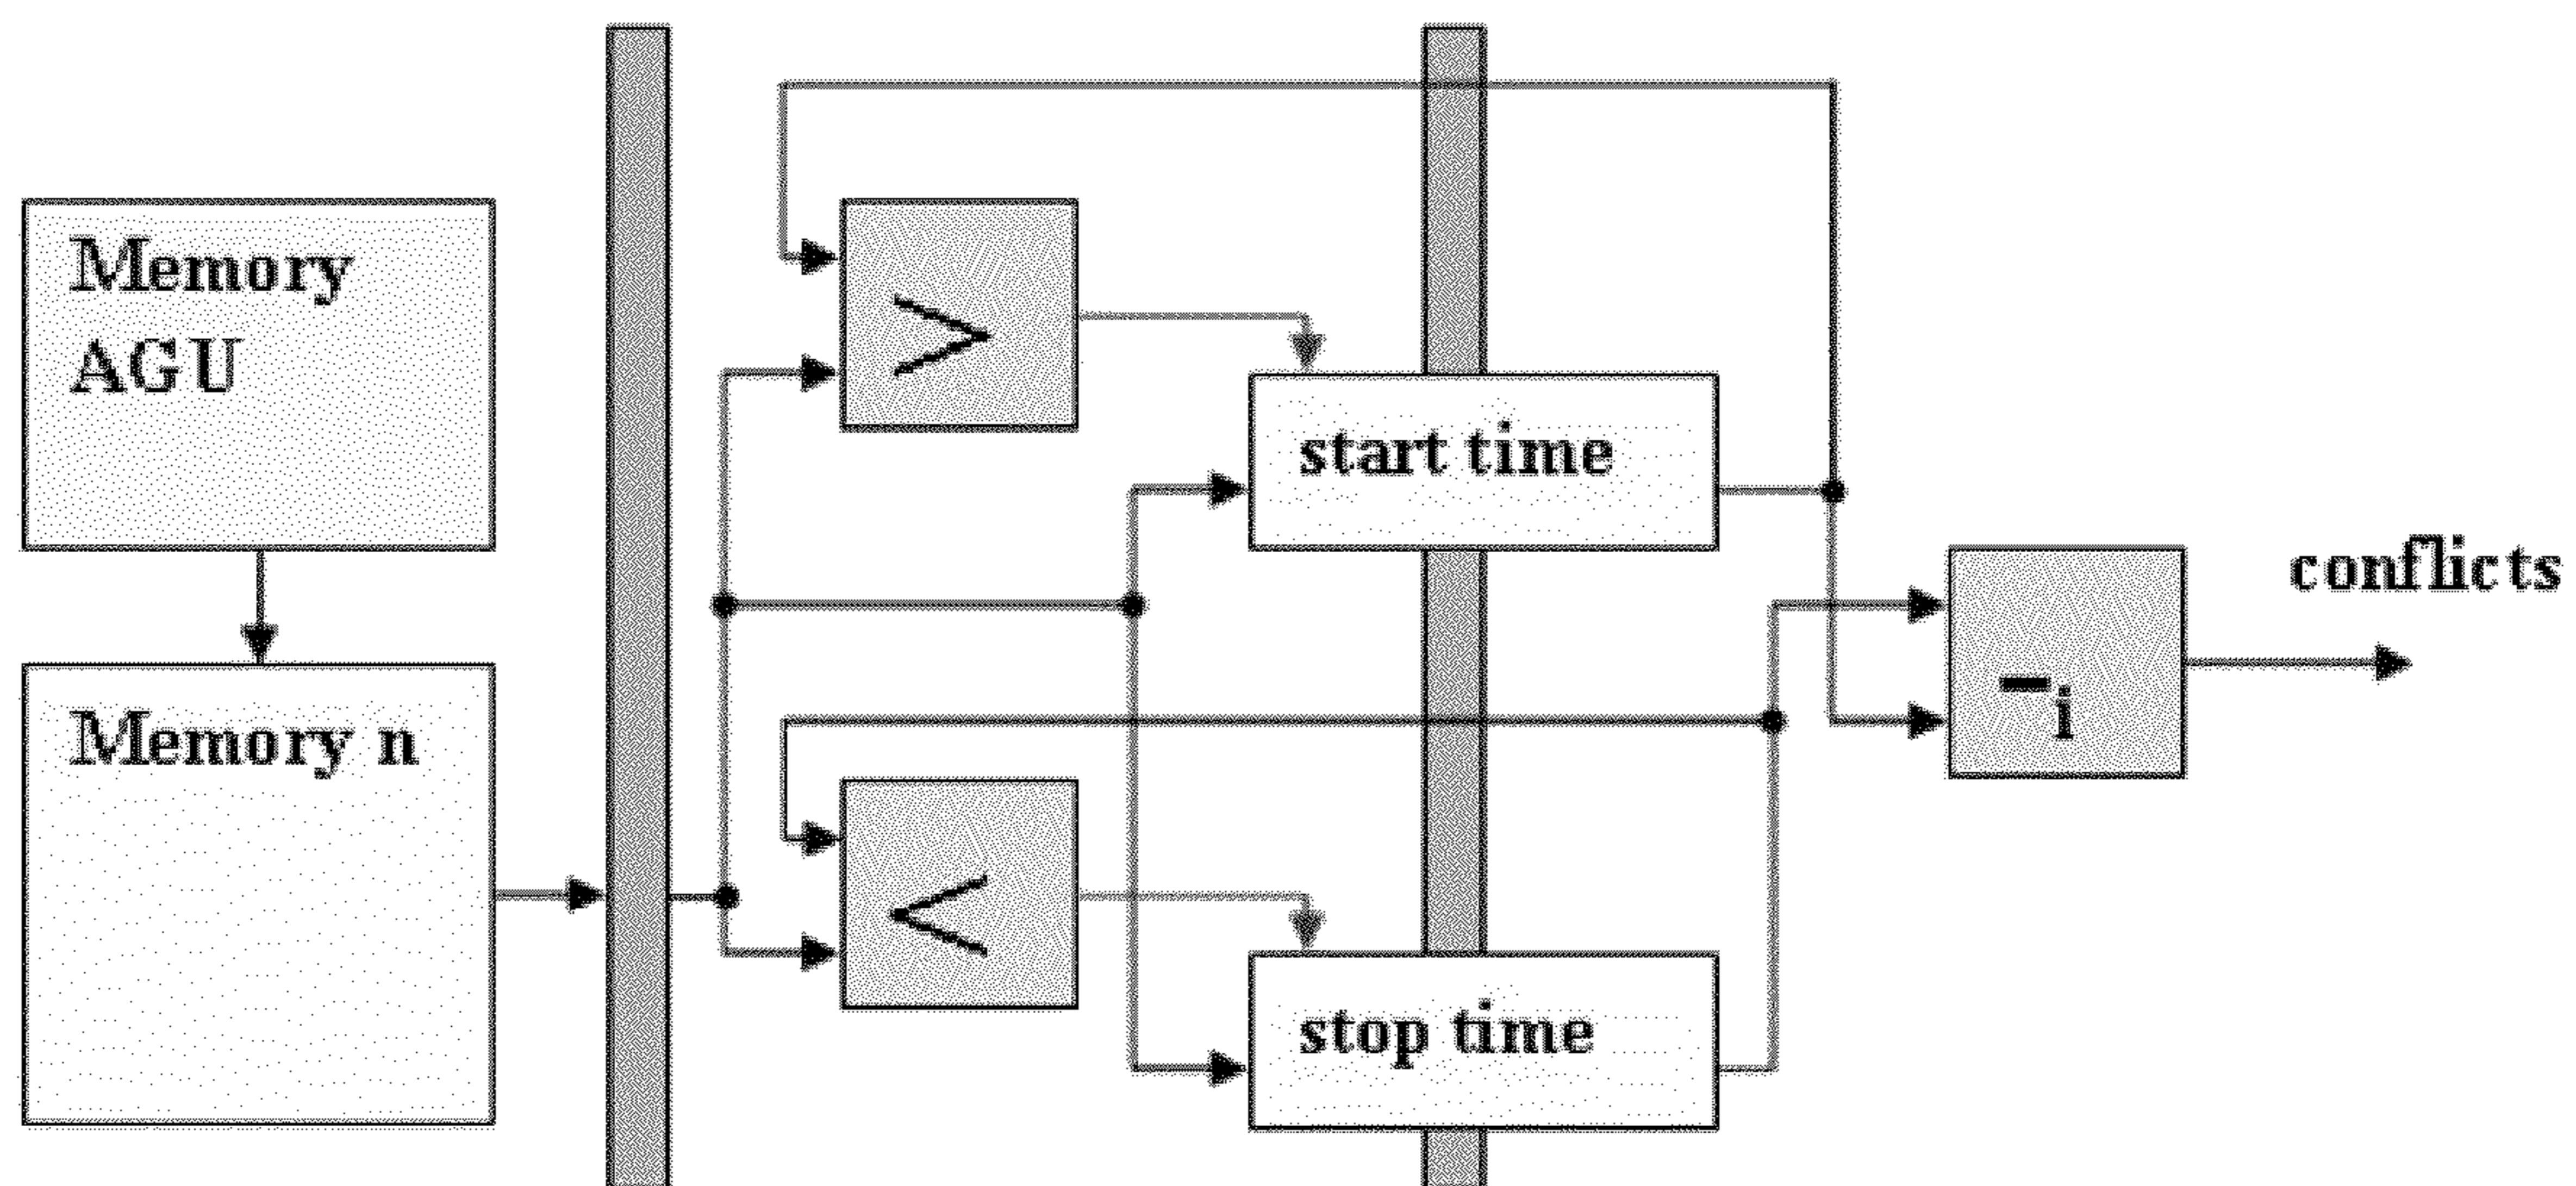 Memory
AGU
Memory n
>
start time
<
stop time
-i
conflicts